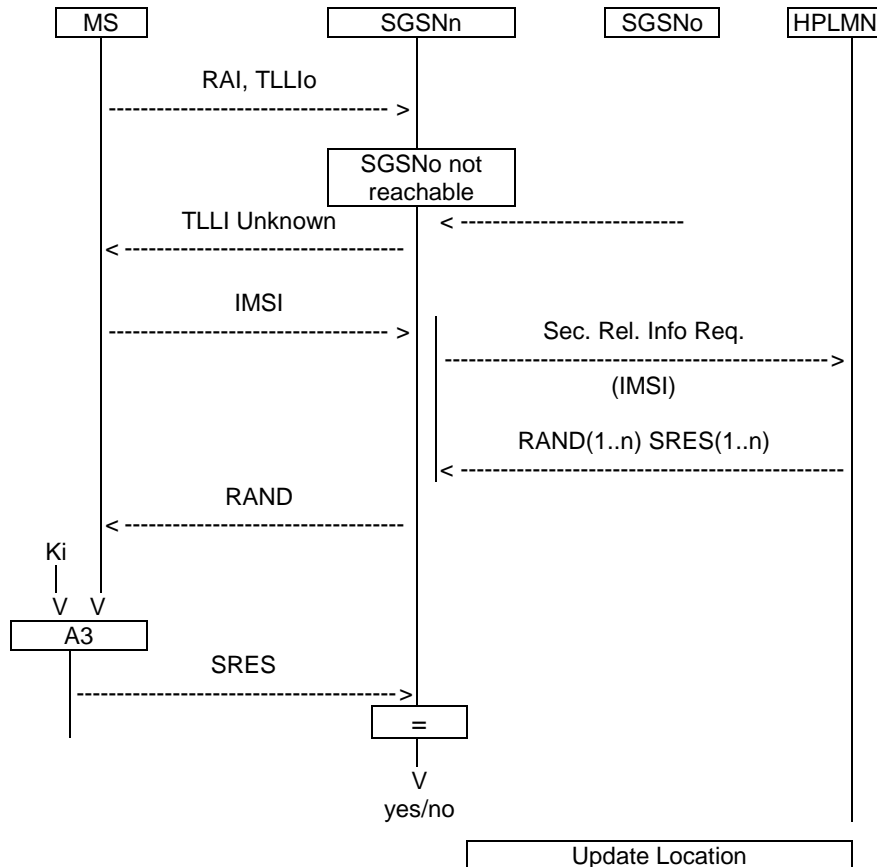 MS
SGSNn
SGSNo
HPLMN
RAI, TLLIo
SGSNo not
reachable
TLLI Unknown
IMSI
Sec. Rel. Info Req.
(IMSI)
RAND(1..n) SRES(1..n)
RAND
Ki
V V
A3
SRES
=
V
yes/no
Update Location